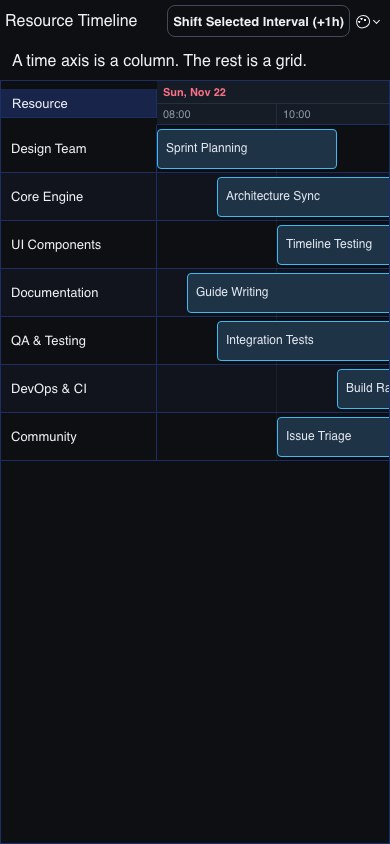 Resource Timeline
Shift Selected Interval (+1h)
A time axis is a column. The rest is a grid.
Resource
Sun, Nov 22
08:00
10:00
Design Team
Sprint Planning
Core Engine
Architecture Sync
UI Components
Timeline Testing
Documentation
Guide Writing
QA & Testing
Integration Tests
DevOps & CI
Build Ra
Community
Issue Triage